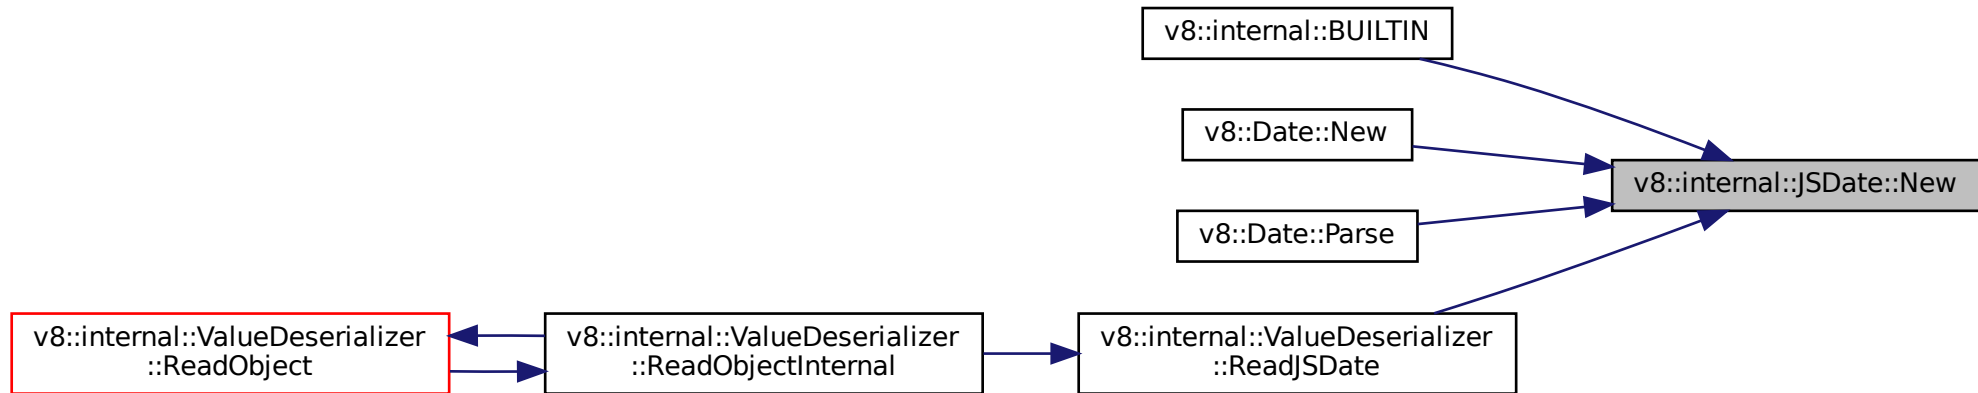 v8::internal::BUILTIN
v8::Date::New
v8::internal::JSDate::New
v8::Date::Parse
v8::internal::ValueDeserializer
::ReadObject
v8::internal::ValueDeserializer
::ReadObjectInternal
v8::internal::ValueDeserializer
::ReadJSDate